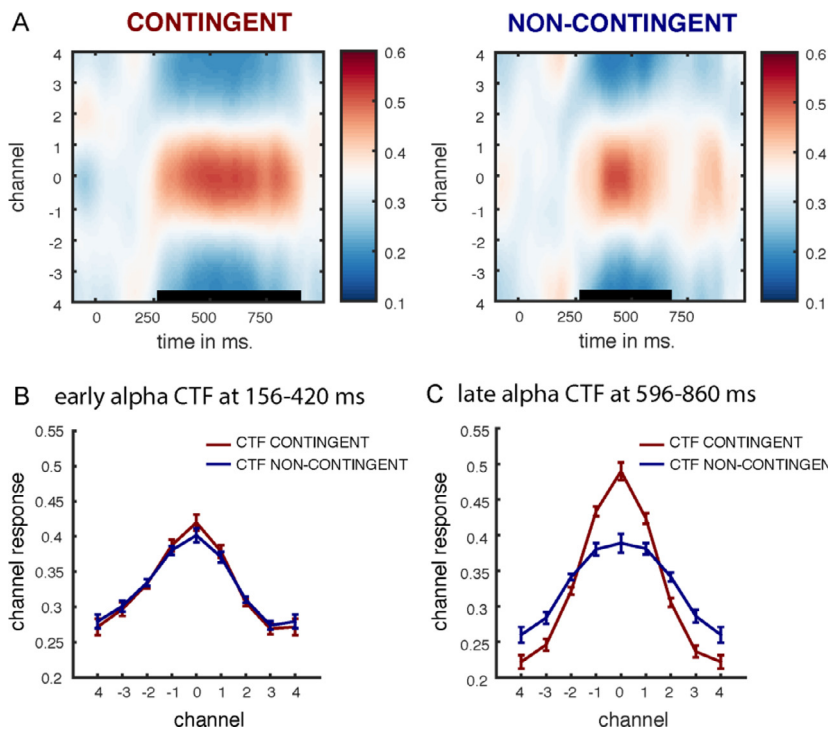 A
CONTINGENT
NON-CONTINGENT
channel
4
3
2
1
0
-1
-2
-3
4
0 250 500 750
time in ms.
0.6
0.5
0.4
0.3
0.2
0.1
channel
4
3
2
1
0
-1
-2
-3
4
0 250 500 750
time in ms.
0.6
0.5
0.4
0.3
0.2
0.1
B early alpha CTF at 156-420 ms
channel response
0.55
0.5
0.45
0.4
0.35
0.3
0.25
0.2
CTF CONTINGENT
CTF NON-CONTINGENT
4 -3 -2 -1 0 1 2 3 4
channel
C late alpha CTF at 596-860 ms
channel response
0.55
0.5
0.45
0.4
0.35
0.3
0.25
0.2
CTF CONTINGENT
CTF NON-CONTINGEN
4 -3 -2 -1 0 1 2 3 4
channel